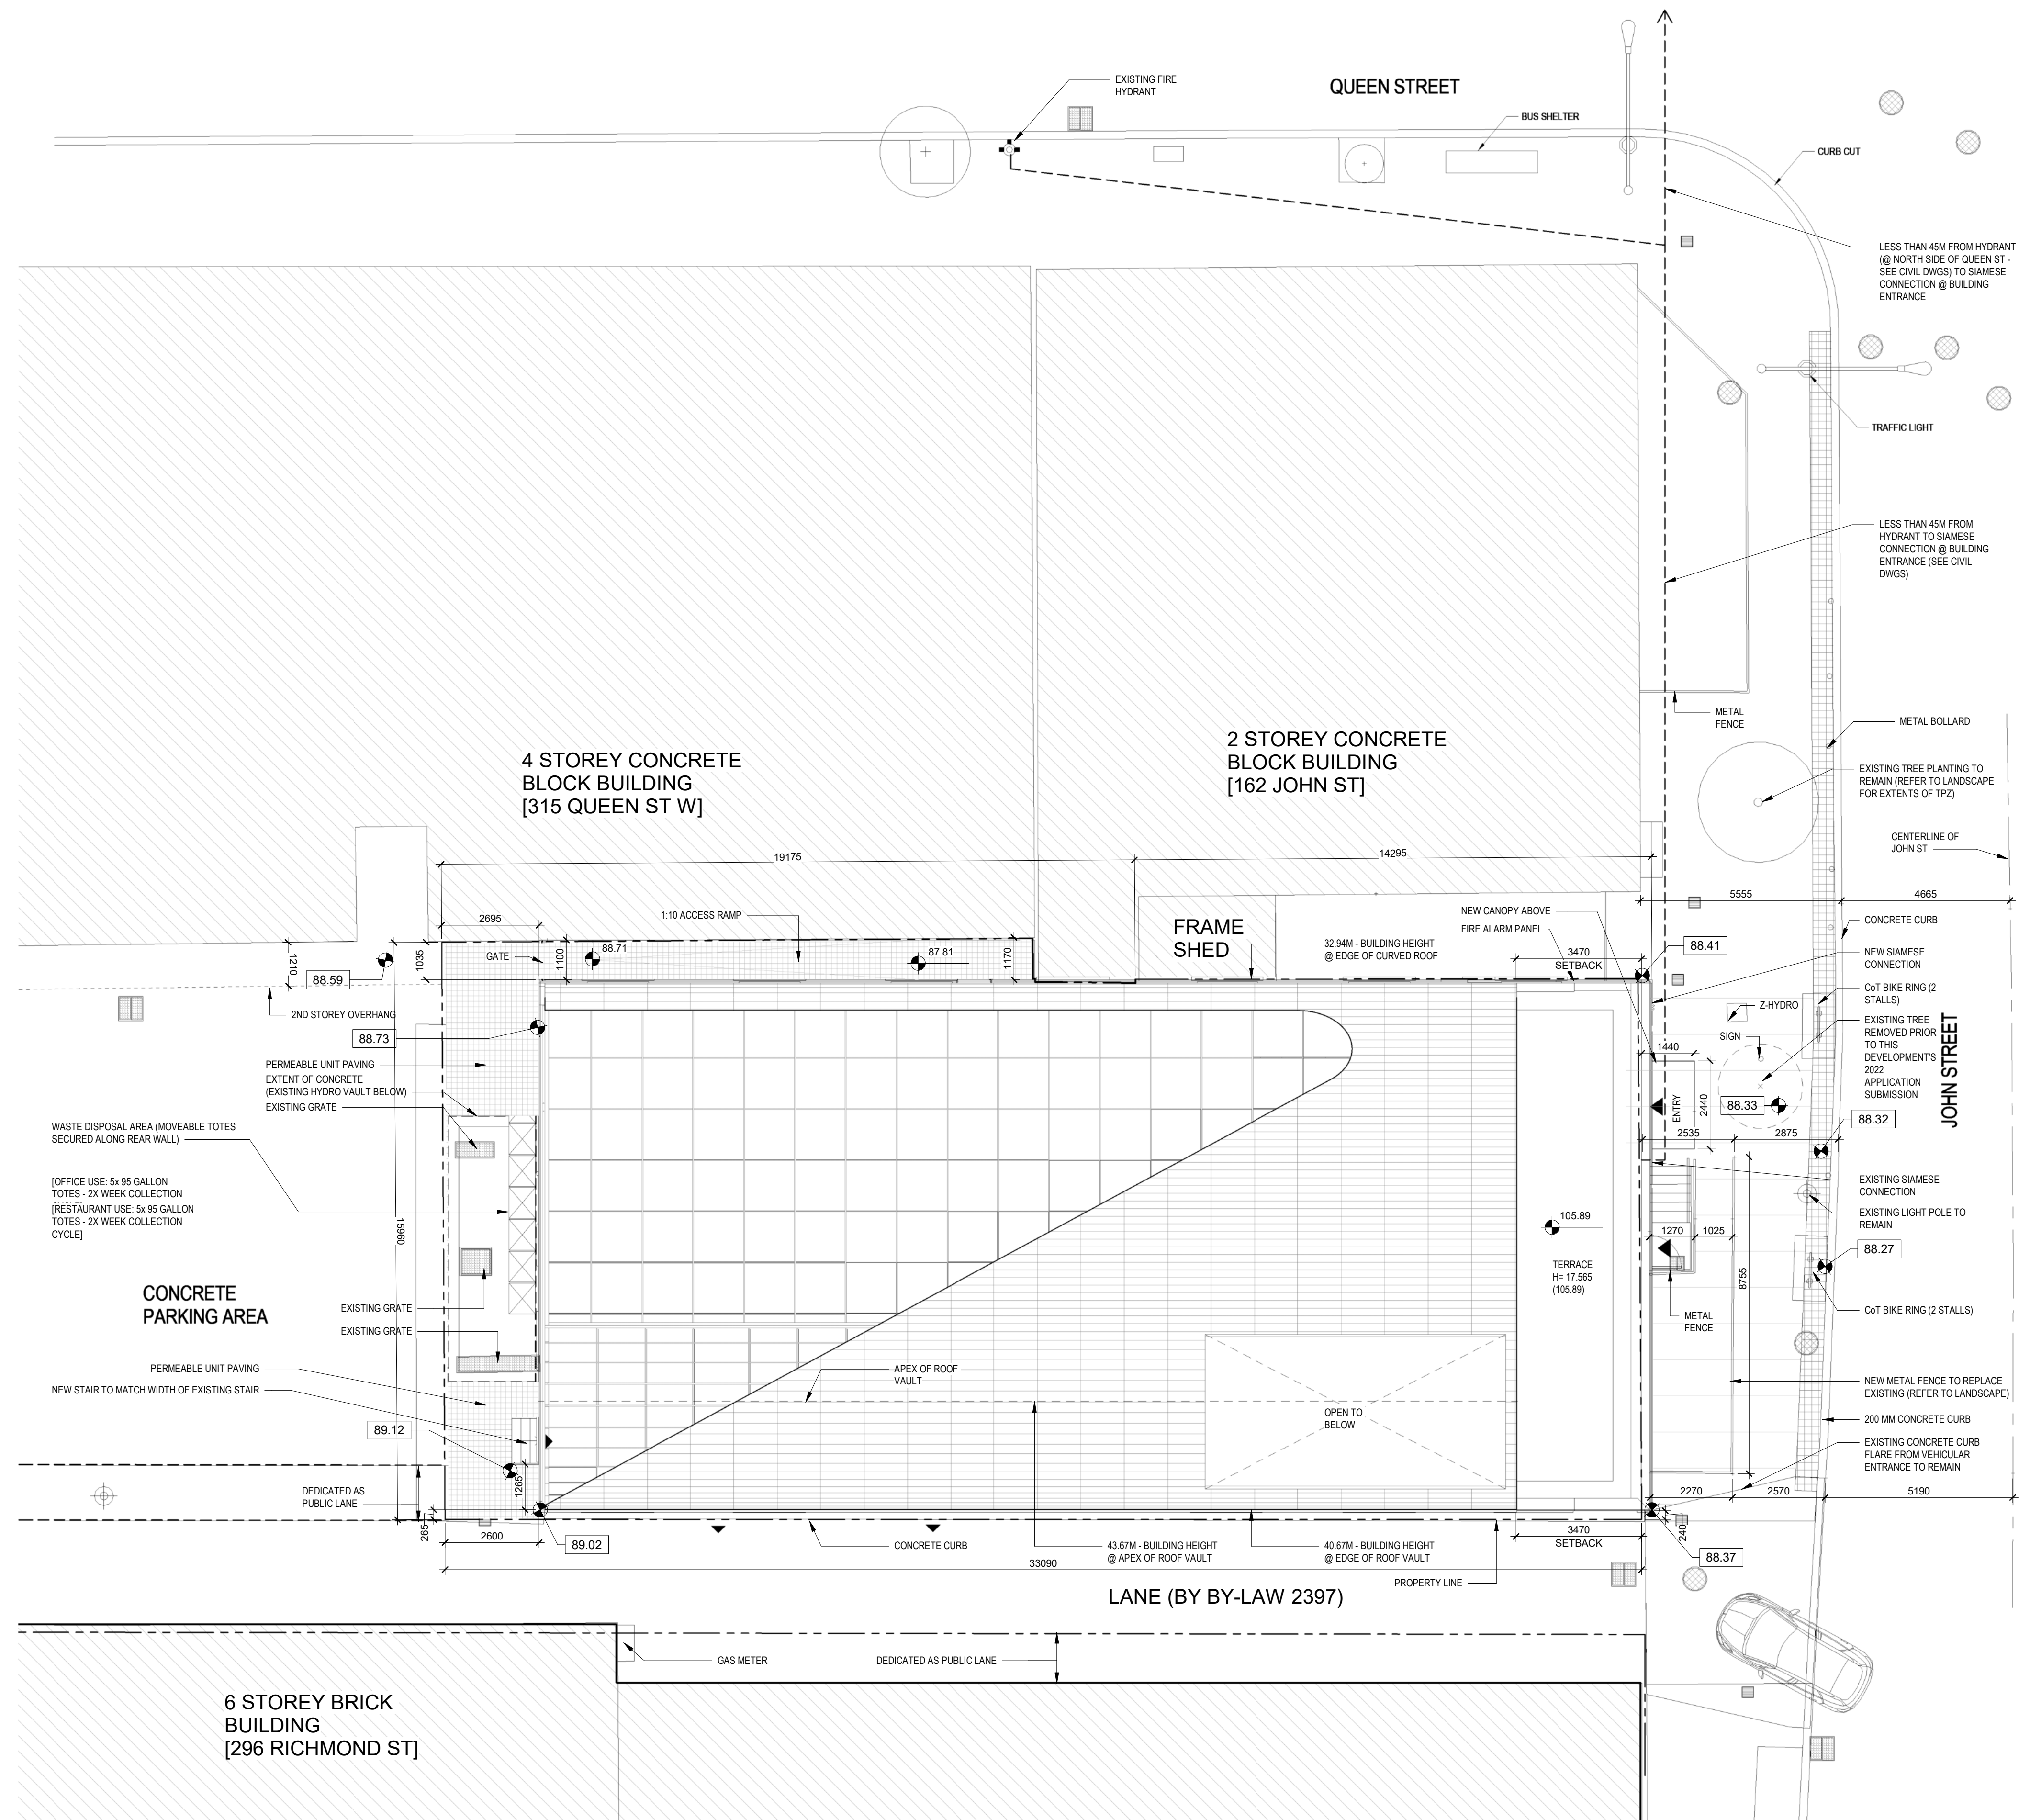 QUEEN STREET
EXISTING FIRE
HYDRANT
BUS SHELTER
CURB CUT
LESS THAN 45M FROM HYDRANT
(@ NORTH SIDE OF QUEEN ST -
SEE CIVIL DWGS) TO SIAMESE
CONNECTION @ BUILDING
ENTRANCE
TRAFFIC LIGHT
LESS THAN 45M FROM
HYDRANT TO SIAMESE
CONNECTION @ BUILDING
ENTRANCE (SEE CIVIL
DWGS)
METAL
FENCE
METAL BOLLARD
4 STOREY CONCRETE
BLOCK BUILDING
[315 QUEEN ST W]
2 STOREY CONCRETE
BLOCK BUILDING
[162 JOHN ST]
EXISTING TREE PLANTING TO
REMAIN (REFER TO LANDSCAPE
FOR EXTENTS OF TPZ)
CENTERLINE OF
JOHN ST
19175
14295
5555
4665
2695
1:10 ACCESS RAMP
FRAME
SHED
NEW CANOPY ABOVE
FIRE ALARM PANEL
CONCRETE CURB
32.94M - BUILDING HEIGHT
@ EDGE OF CURVED ROOF
3470
SETBACK
88.41
NEW SIAMESE
CONNECTION
1210
1035
GATE
1100
88.71
87.81
1170
88.59
2ND STOREY OVERHANG
88.73
CoT BIKE RING (2
STALLS)
Z-HYDRO
SIGN
EXISTING TREE
REMOVED PRIOR
TO THIS
DEVELOPMENT'S
2022
APPLICATION
SUBMISSION
JOHN STREET
PERMEABLE UNIT PAVING
EXTENT OF CONCRETE
(EXISTING HYDRO VAULT BELOW)
EXISTING GRATE
1440
2440
ENTRY
88.33
88.32
2535
2875
WASTE DISPOSAL AREA (MOVEABLE TOTES
SECURED ALONG REAR WALL)
[OFFICE USE: 5x 95 GALLON
TOTES - 2X WEEK COLLECTION
[RESTAURANT USE: 5x 95 GALLON
TOTES - 2X WEEK COLLECTION
CYCLE]
15960
EXISTING SIAMESE
CONNECTION
EXISTING LIGHT POLE TO
REMAIN
105.89
1270
1025
88.27
TERRACE
H= 17.565
(105.89)
8755
CONCRETE
PARKING AREA
EXISTING GRATE
EXISTING GRATE
METAL
FENCE
CoT BIKE RING (2 STALLS)
PERMEABLE UNIT PAVING
NEW STAIR TO MATCH WIDTH OF EXISTING STAIR
APEX OF ROOF
VAULT
NEW METAL FENCE TO REPLACE
EXISTING (REFER TO LANDSCAPE)
OPEN TO
BELOW
200 MM CONCRETE CURB
89.12
EXISTING CONCRETE CURB
FLARE FROM VEHICULAR
ENTRANCE TO REMAIN
1265
DEDICATED AS
PUBLIC LANE
2270
2570
5190
265
2600
89.02
CONCRETE CURB
43.67M - BUILDING HEIGHT
@ APEX OF ROOF VAULT
40.67M - BUILDING HEIGHT
@ EDGE OF ROOF VAULT
3470
SETBACK
240
88.37
33090
PROPERTY LINE
LANE (BY BY-LAW 2397)
GAS METER
DEDICATED AS PUBLIC LANE
6 STOREY BRICK
BUILDING
[296 RICHMOND ST]